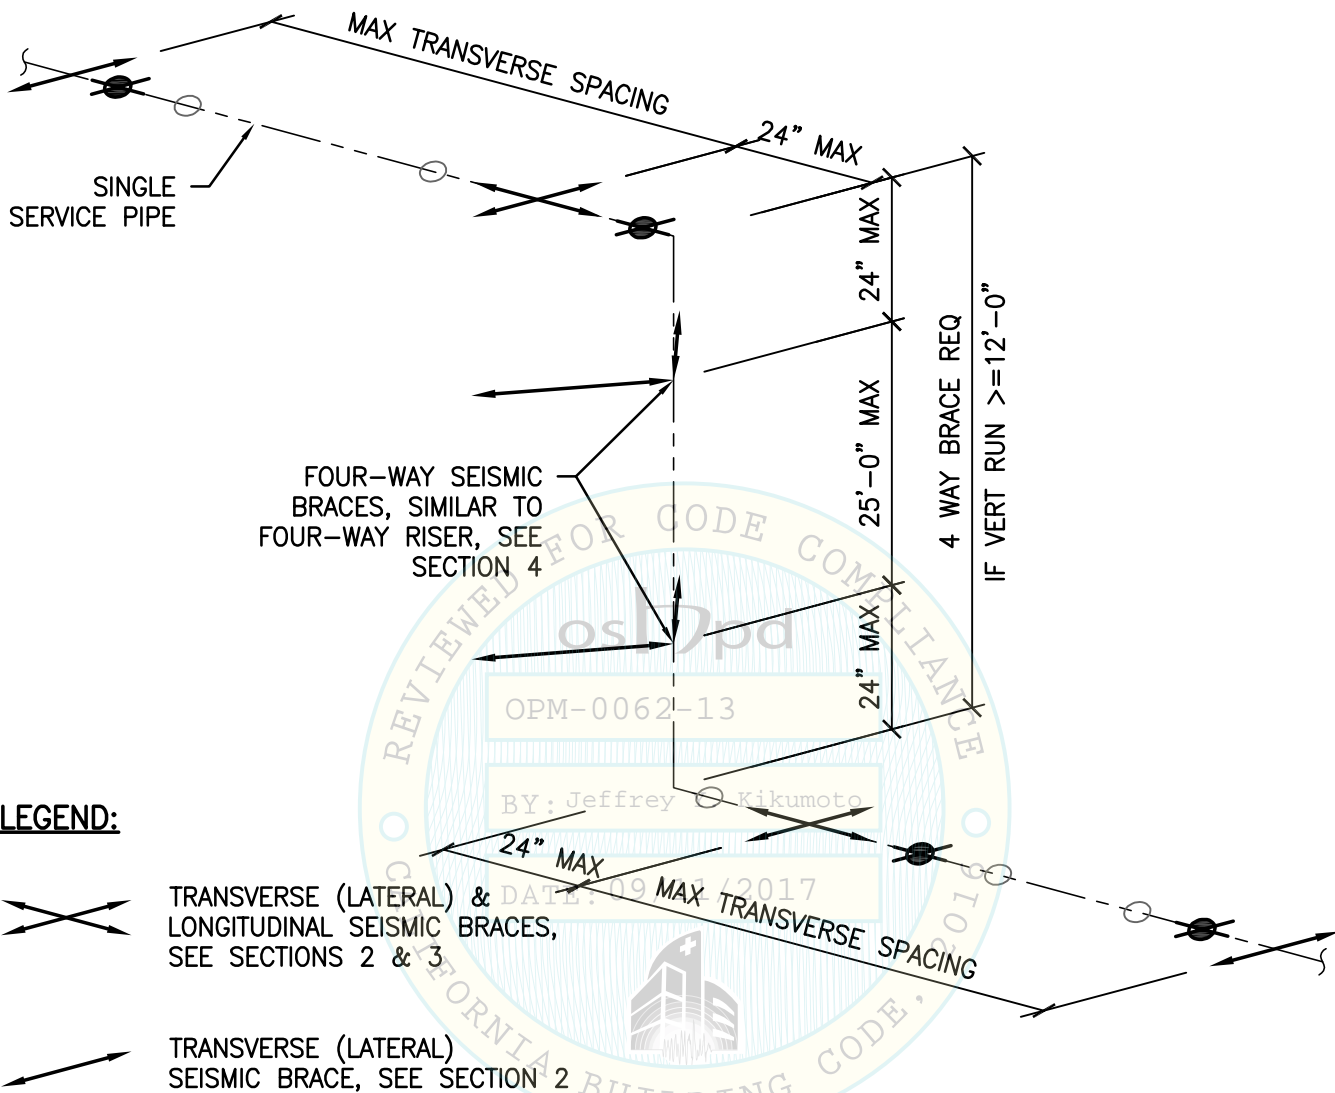 MAX TRANSVERSE SPACING
24” MAX
SINGLE
SERVICE PIPE
24” MAX
25’–0” MAX
24” MAX
4 WAY BRACE REQ
IF VERT RUN >=12’–0”
FOUR–WAY SEISMIC
BRACES, SIMILAR TO
FOUR–WAY RISER, SEE
SECTION 4
REVIEWED FOR CODE COMPLIANCE
oshpd
OPM–0062–13
BY: Jeffrey Kikumoto
DATE: 09/11/2017
CALIFORNIA BUILDING CODE, 2016
24” MAX
MAX TRANSVERSE SPACING
LEGEND:
TRANSVERSE (LATERAL) &
LONGITUDINAL SEISMIC BRACES,
SEE SECTIONS 2 & 3
TRANSVERSE (LATERAL)
SEISMIC BRACE, SEE SECTION 2